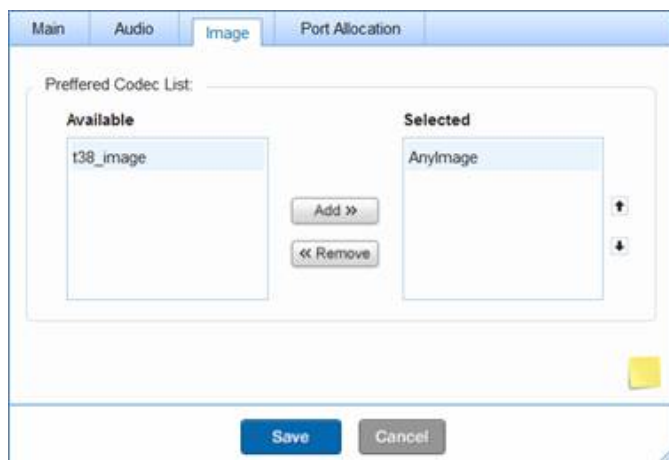 Main Audio Image Port Allocation
Preffered Codec List:
Available Selected
t38_image AnyImage
Add »
« Remove
Save Cancel